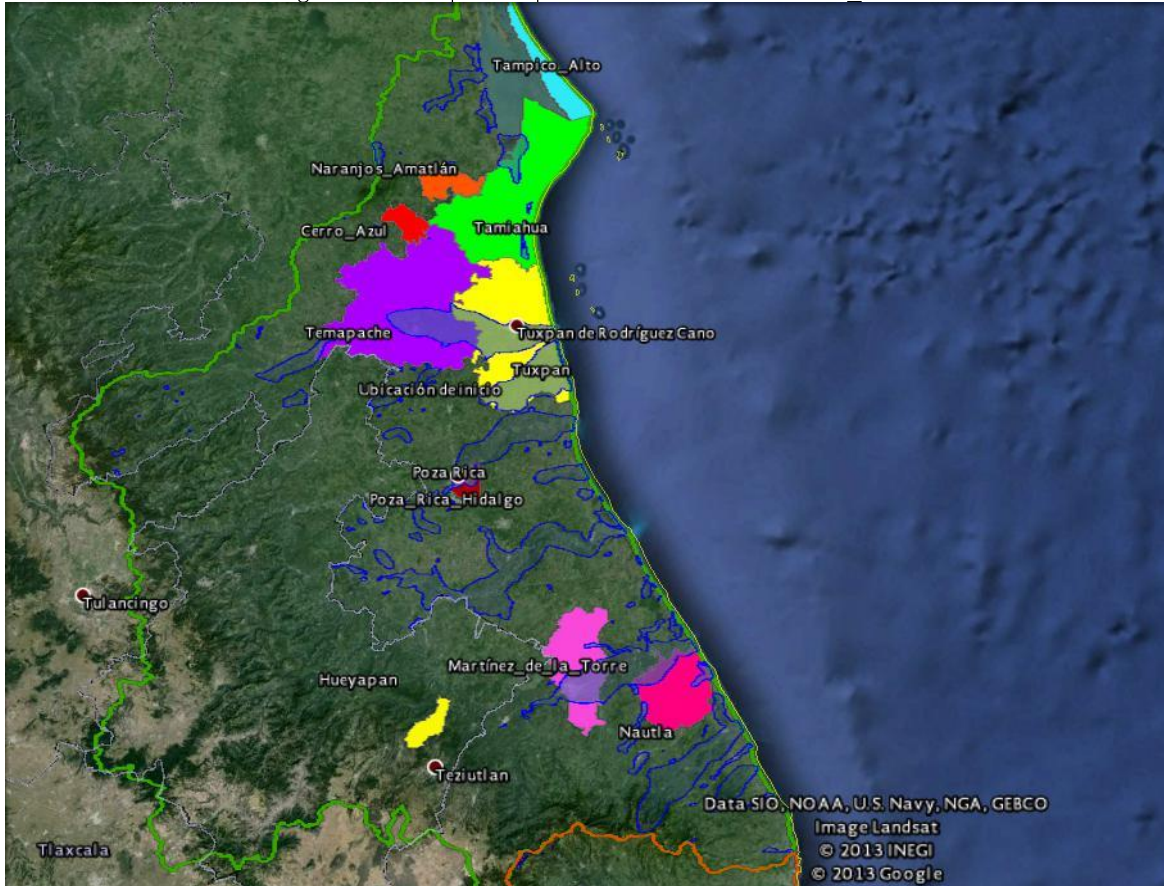 Tampico_Alto
Naranjos_Amatlán
Cerro_Azul
Tamiahua
Temapache
Tuxpan de Rodríguez Cano
Tuxpan
Ubicación de inicio
Poza Rica
Poza_Rica_Hidalgo
Tulancingo
Martínez_de_la_Torre
Hueyapan
Nautla
Teziutlan
Data SIO, NOAA, U.S. Navy, NGA, GEBCO
Image Landsat
© 2013 INEGI
© 2013 Google
Tlaxcala